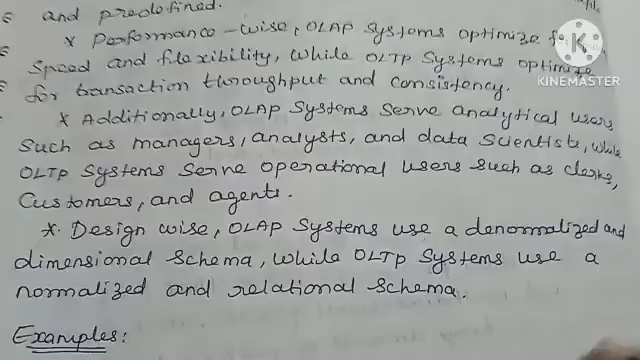 and predefined.
* Performance-wise, OLAP systems optimize
speed and flexibility, while OLTP systems optimize
for transaction throughput and consistency.
* Additionally, OLAP systems serve analytical users
such as managers, analysts, and data scientists, while
OLTP systems serve operational users such as clerks,
customers, and agents.
* Design wise, OLAP systems use a denormalized and
dimensional schema, while OLTP systems use a
normalized and relational schema.
Examples:
KINEMASTER